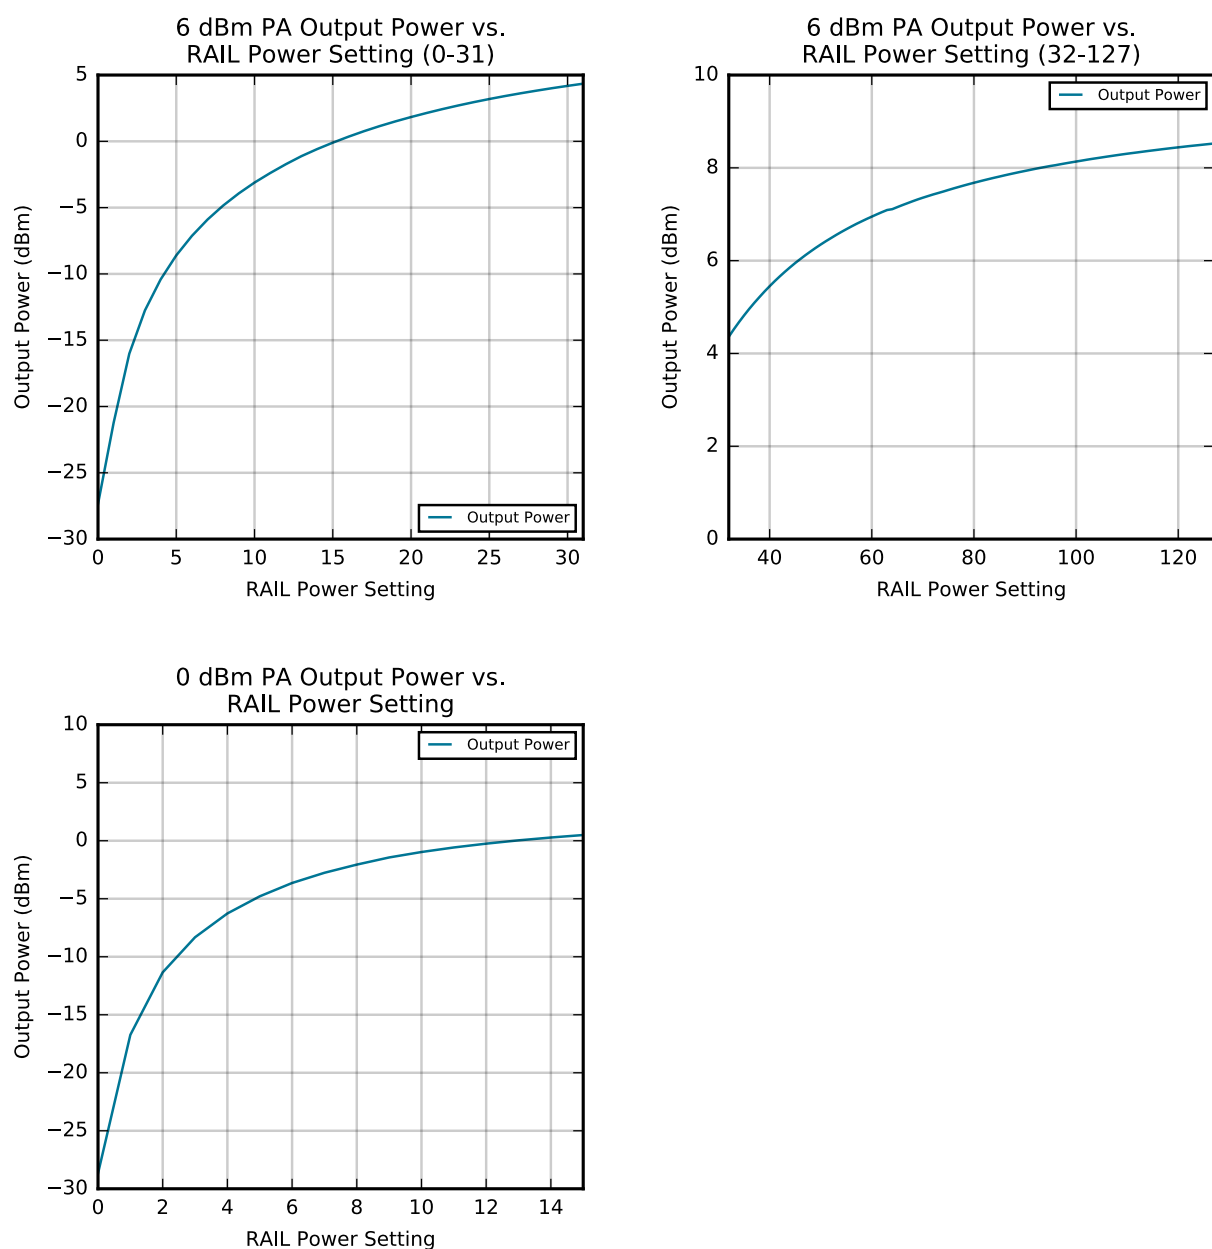 6 dBm PA Output Power vs.
RAIL Power Setting (0-31)
5
0
−5
−10
−15
−20
−25
−30
Output Power (dBm)
Output Power
0 5 10 15 20 25 30
RAIL Power Setting
6 dBm PA Output Power vs.
RAIL Power Setting (32-127)
10
8
6
4
2
0
Output Power (dBm)
Output Power
40 60 80 100 120
RAIL Power Setting
0 dBm PA Output Power vs.
RAIL Power Setting
10
5
0
−5
−10
−15
−20
−25
−30
Output Power (dBm)
Output Power
0 2 4 6 8 10 12 14
RAIL Power Setting